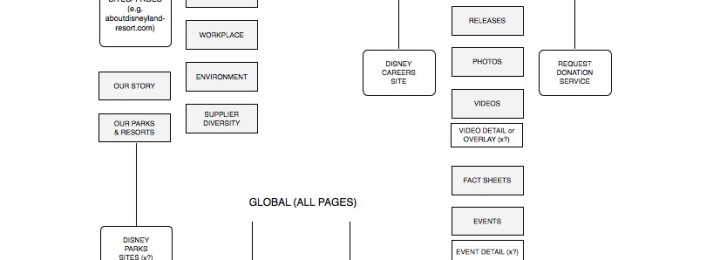 SITES/PAGES
(e.g.
aboutdisneyland-
resort.com)
OUR STORY
OUR PARKS
& RESORTS
DISNEY
PARKS
SITES (x?)
WORKPLACE
ENVIRONMENT
SUPPLIER
DIVERSITY
GLOBAL (ALL PAGES)
DISNEY
CAREERS
SITE
RELEASES
PHOTOS
VIDEOS
VIDEO DETAIL or
OVERLAY (x?)
FACT SHEETS
EVENTS
EVENT DETAIL (x?)
REQUEST
DONATION
SERVICE